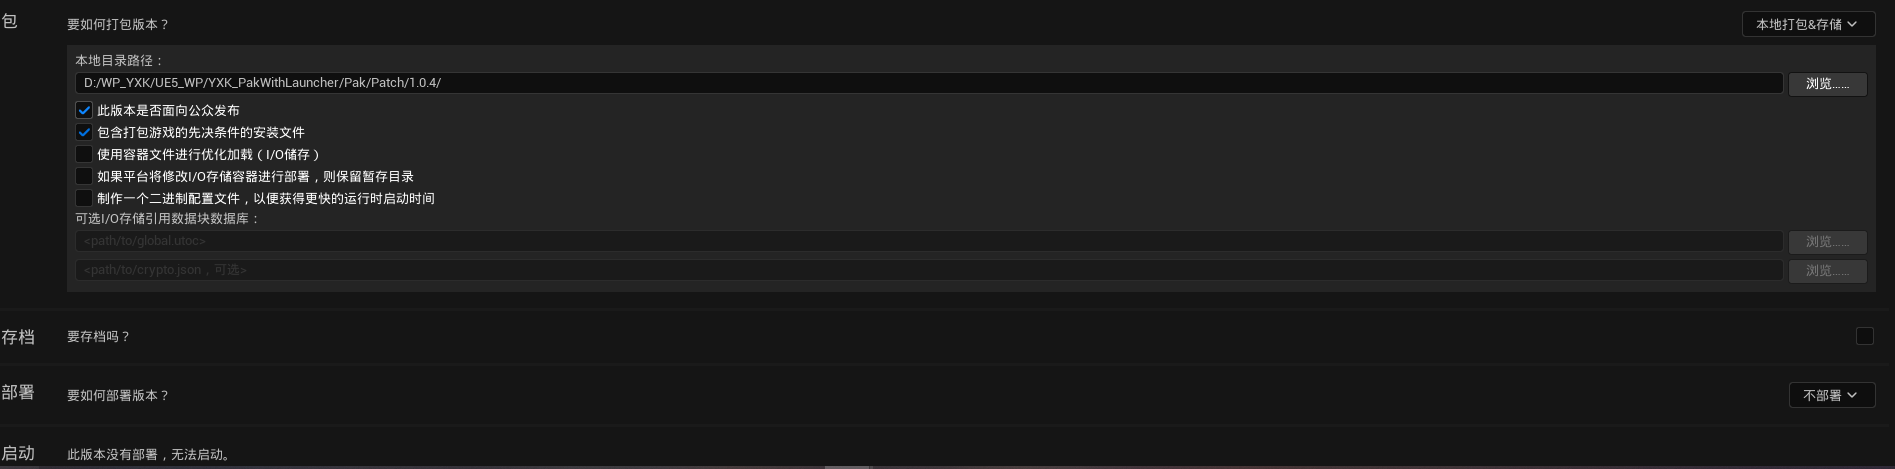 包
要如何打包版本？
本地打包&存储
本地目录路径：
D:/WP_YXK/UE5_WP/YXK_PakWithLauncher/Pak/Patch/1.0.4/
浏览......
此版本是否面向公众发布
包含打包游戏的先决条件的安装文件
使用容器文件进行优化加载（I/O储存）
如果平台将修改I/O存储容器进行部署，则保留暂存目录
制作一个二进制配置文件，以便获得更快的运行时启动时间
可选I/O存储引用数据块数据库：
<path/to/global.utoc>
浏览......
<path/to/crypto.json，可选>
浏览......
存档
要存档吗？
部署
要如何部署版本？
不部署
启动
此版本没有部署，无法启动。